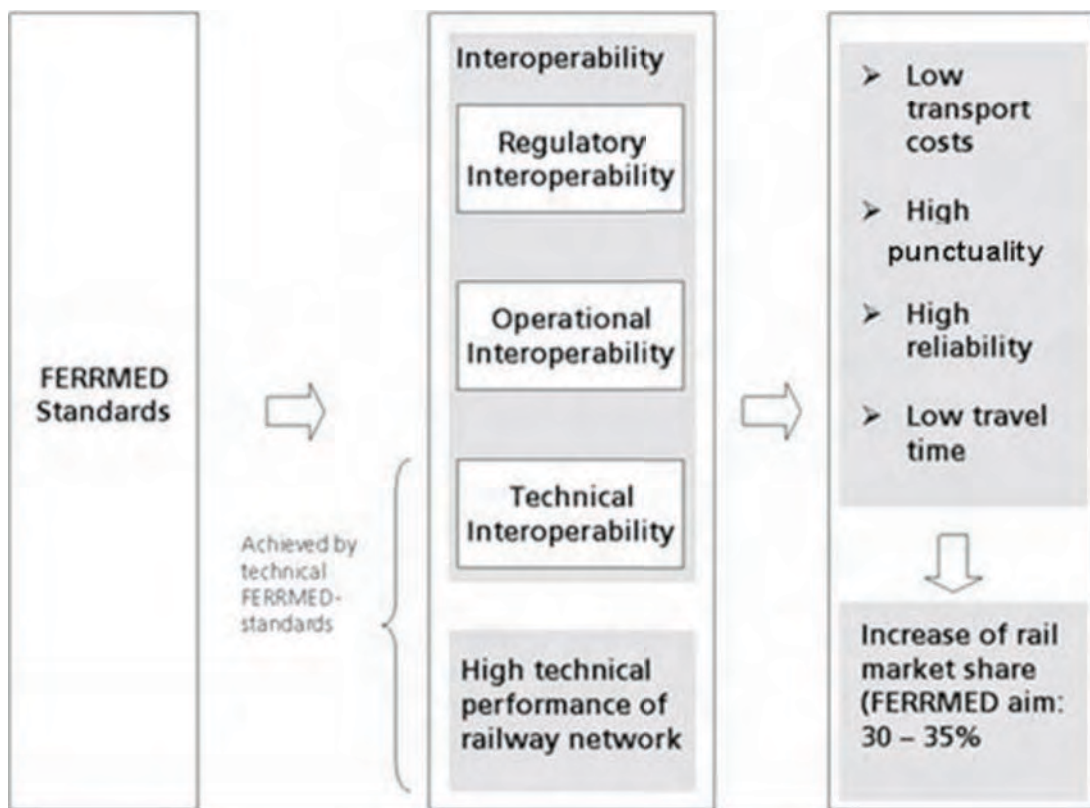 FERRMED
Standards
Achieved by
technical
FERRMED-
standards
Interoperability
Regulatory
Interoperability
Operational
Interoperability
Technical
Interoperability
High technical
performance of
railway network
➢ Low
transport
costs
➢ High
punctuality
➢ High
reliability
➢ Low travel
time
Increase of rail
market share
(FERRMED aim:
30 – 35%